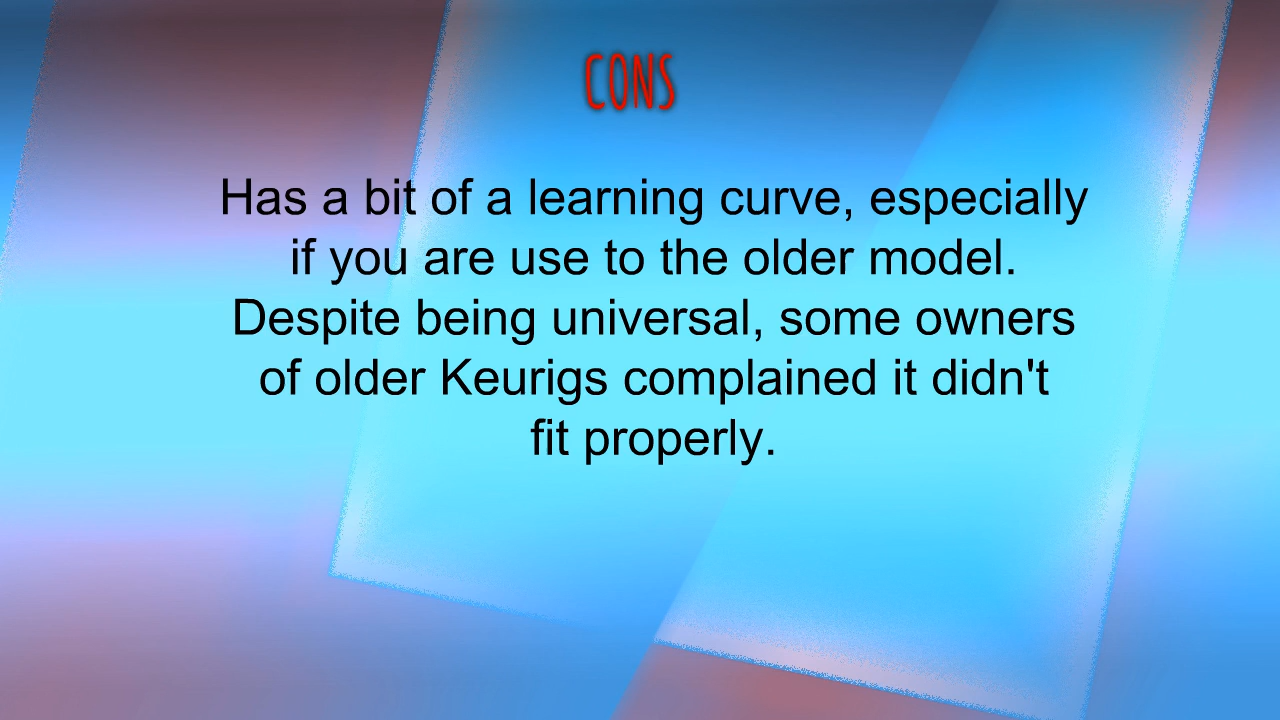 CONS
Has a bit of a learning curve, especially
if you are use to the older model.
Despite being universal, some owners
of older Keurigs complained it didn't
fit properly.